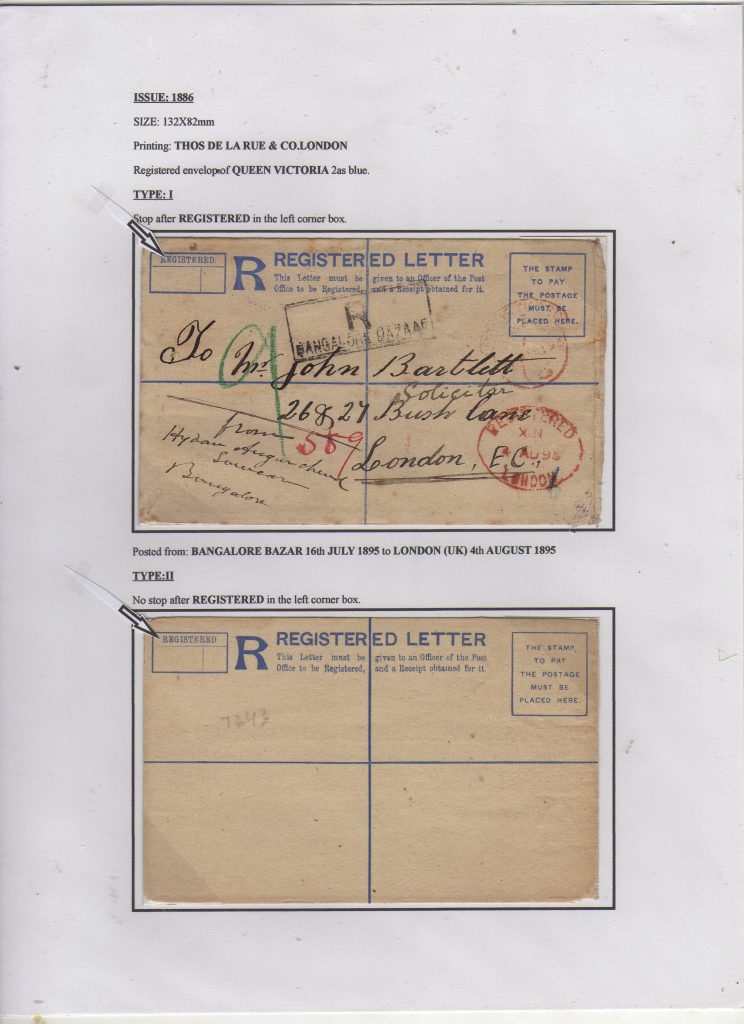 ISSUE: 1886
SIZE: 132X82mm
Printing: THOS DE LA RUE & CO.LONDON
Registered envelop of QUEEN VICTORIA 2as blue.
TYPE: I
Stop after REGISTERED in the left corner box.
REGISTERED.
R
REGISTERED LETTER
This Letter must be given to an Officer of the Post
Office to be Registered, and a Receipt obtained for it.
THE STAMP
TO PAY
THE POSTAGE
MUST BE
PLACED HERE.
R
BANGALORE BAZAAR
To Mr John Bartlett
Solicitor
26 & 27 Bush Lane
London, E.C.
from
Bangalore
589
REGISTERED
XN
4 AU 95
LONDON
Posted from: BANGALORE BAZAR 16th JULY 1895 to LONDON (UK) 4th AUGUST 1895
TYPE:II
No stop after REGISTERED in the left corner box.
REGISTERED
R
REGISTERED LETTER
This Letter must be given to an Officer of the Post
Office to be Registered, and a Receipt obtained for it.
THE STAMP
TO PAY
THE POSTAGE
MUST BE
PLACED HERE.
7243